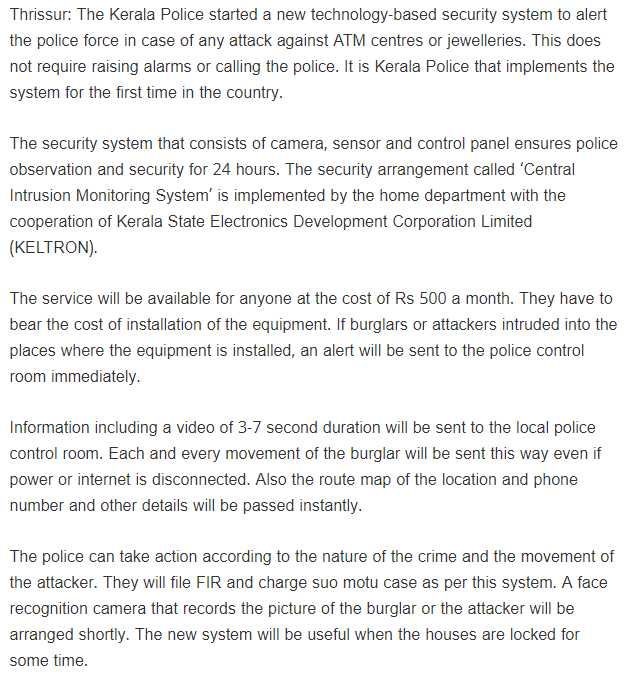 Thrissur: The Kerala Police started a new technology-based security system to alert
the police force in case of any attack against ATM centres or jewelleries. This does
not require raising alarms or calling the police. It is Kerala Police that implements the
system for the first time in the country.
The security system that consists of camera, sensor and control panel ensures police
observation and security for 24 hours. The security arrangement called ‘Central
Intrusion Monitoring System’ is implemented by the home department with the
cooperation of Kerala State Electronics Development Corporation Limited
(KELTRON).
The service will be available for anyone at the cost of Rs 500 a month. They have to
bear the cost of installation of the equipment. If burglars or attackers intruded into the
places where the equipment is installed, an alert will be sent to the police control
room immediately.
Information including a video of 3-7 second duration will be sent to the local police
control room. Each and every movement of the burglar will be sent this way even if
power or internet is disconnected. Also the route map of the location and phone
number and other details will be passed instantly.
The police can take action according to the nature of the crime and the movement of
the attacker. They will file FIR and charge suo motu case as per this system. A face
recognition camera that records the picture of the burglar or the attacker will be
arranged shortly. The new system will be useful when the houses are locked for
some time.